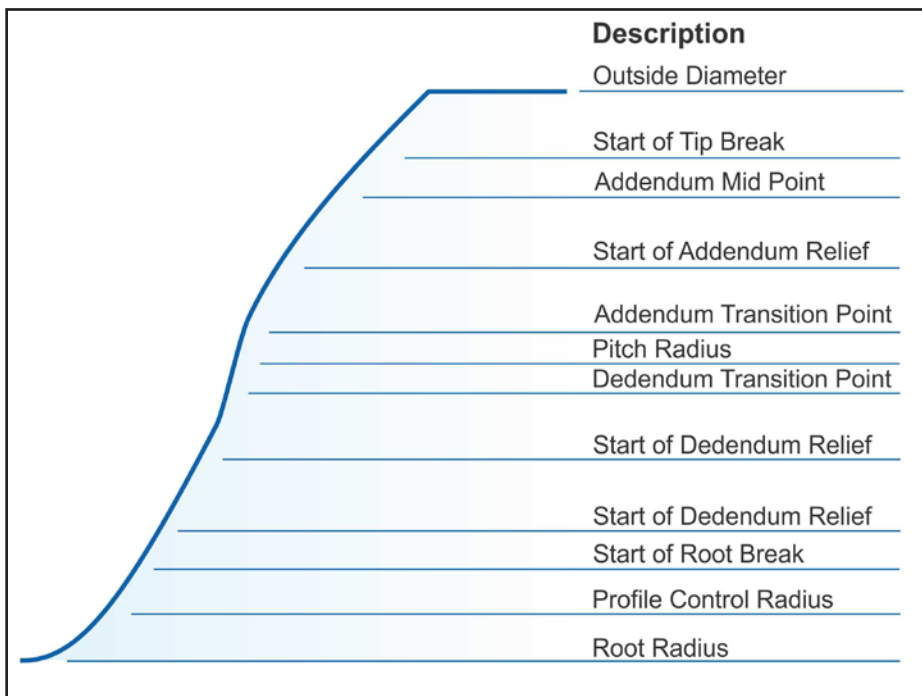 Description
Outside Diameter
Start of Tip Break
Addendum Mid Point
Start of Addendum Relief
Addendum Transition Point
Pitch Radius
Dedendum Transition Point
Start of Dedendum Relief
Start of Dedendum Relief
Start of Root Break
Profile Control Radius
Root Radius